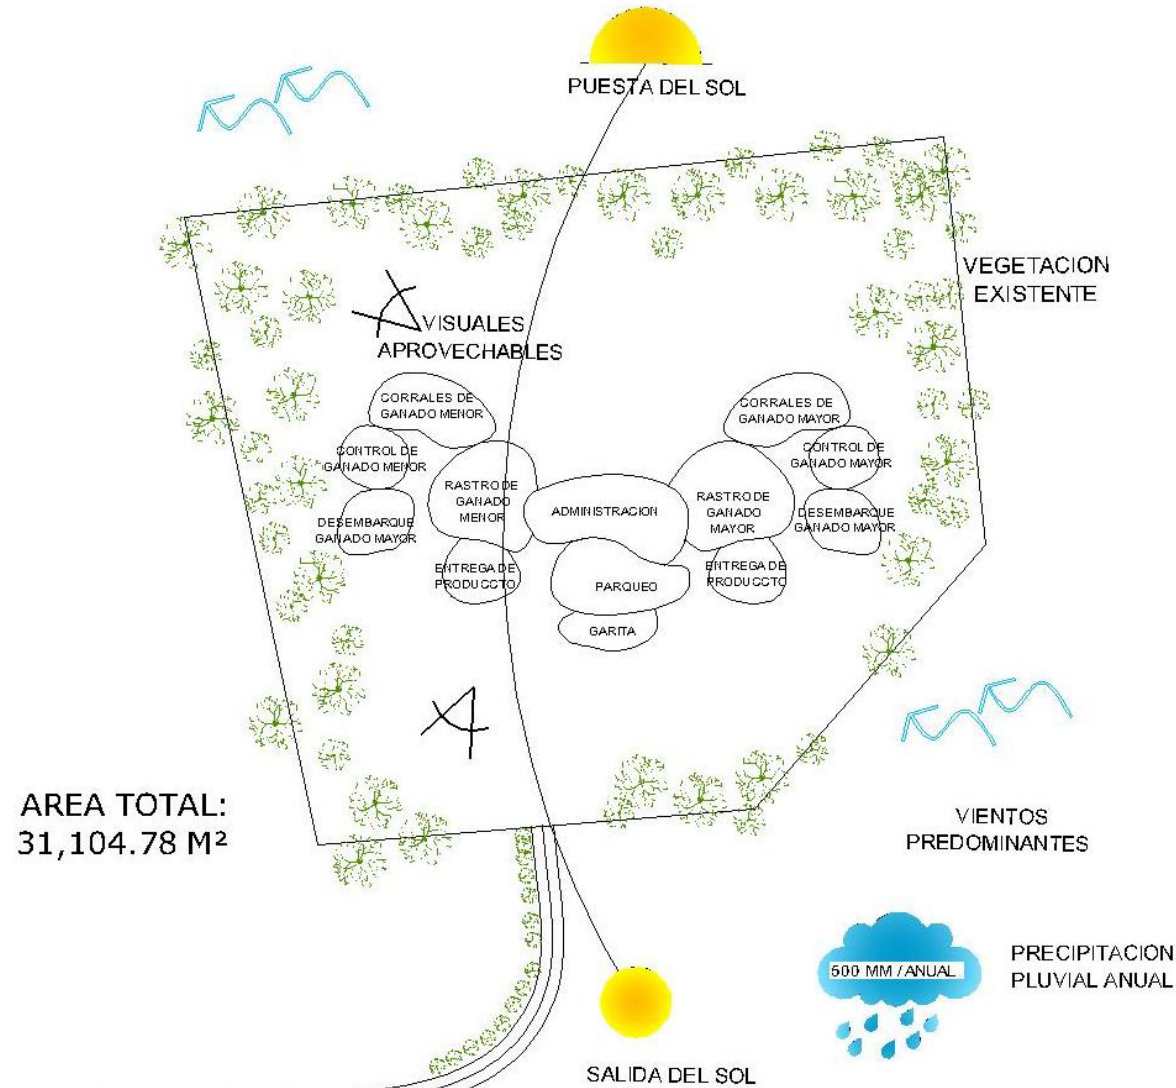 PUESTA DEL SOL
VEGETACION
EXISTENTE
VISUALES
APROVECHABLES
CORRALES DE
GANADO MENOR
CORRALES DE
GANADO MAYOR
CONTROL DE
GANADO MENOR
CONTROL DE
GANADO MAYOR
RASTRO DE
GANADO
MENOR
ADMINISTRACION
RASTRO DE
GANADO
MAYOR
DESEMBARQUE
GANADO MAYOR
DESEMBARQUE
GANADO MAYOR
ENTREGA DE
PRODUCCTO
PARQUEO
ENTREGA DE
PRODUCCTO
GARITA
AREA TOTAL:
31,104.78 M²
VIENTOS
PREDOMINANTES
500 MM / ANUAL
PRECIPITACION
PLUVIAL ANUAL
SALIDA DEL SOL